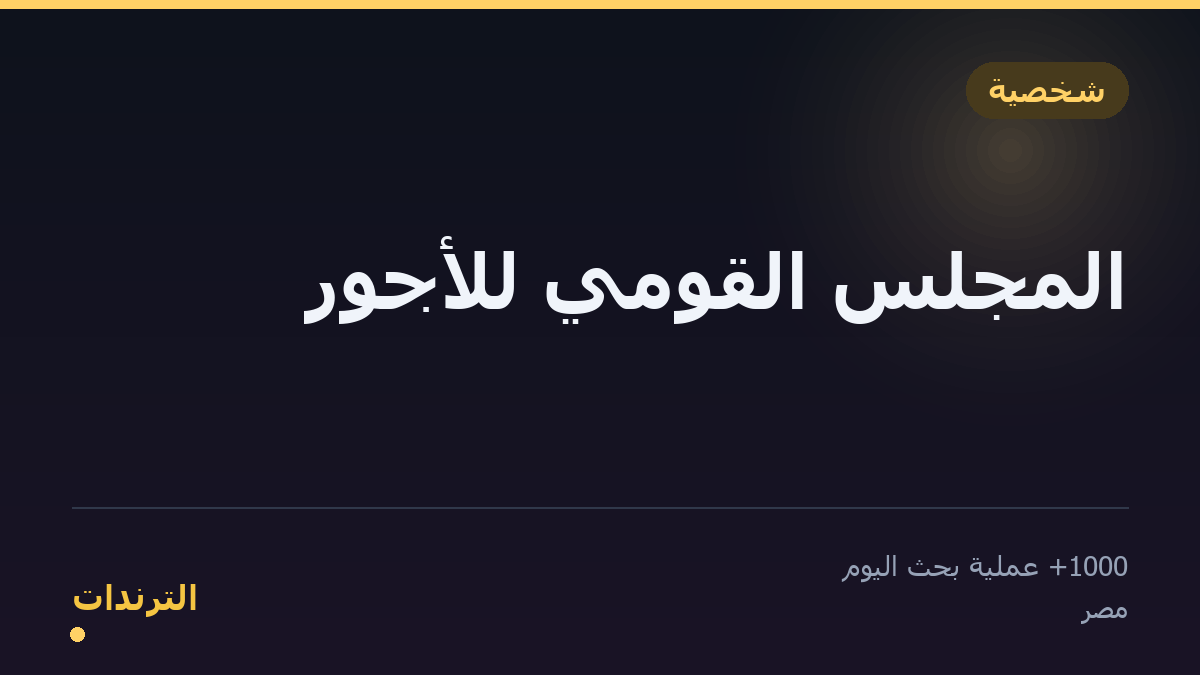 شخصية
المجلس القومي للأجور
1000+ عملية بحث اليوم
مصر
الترندات